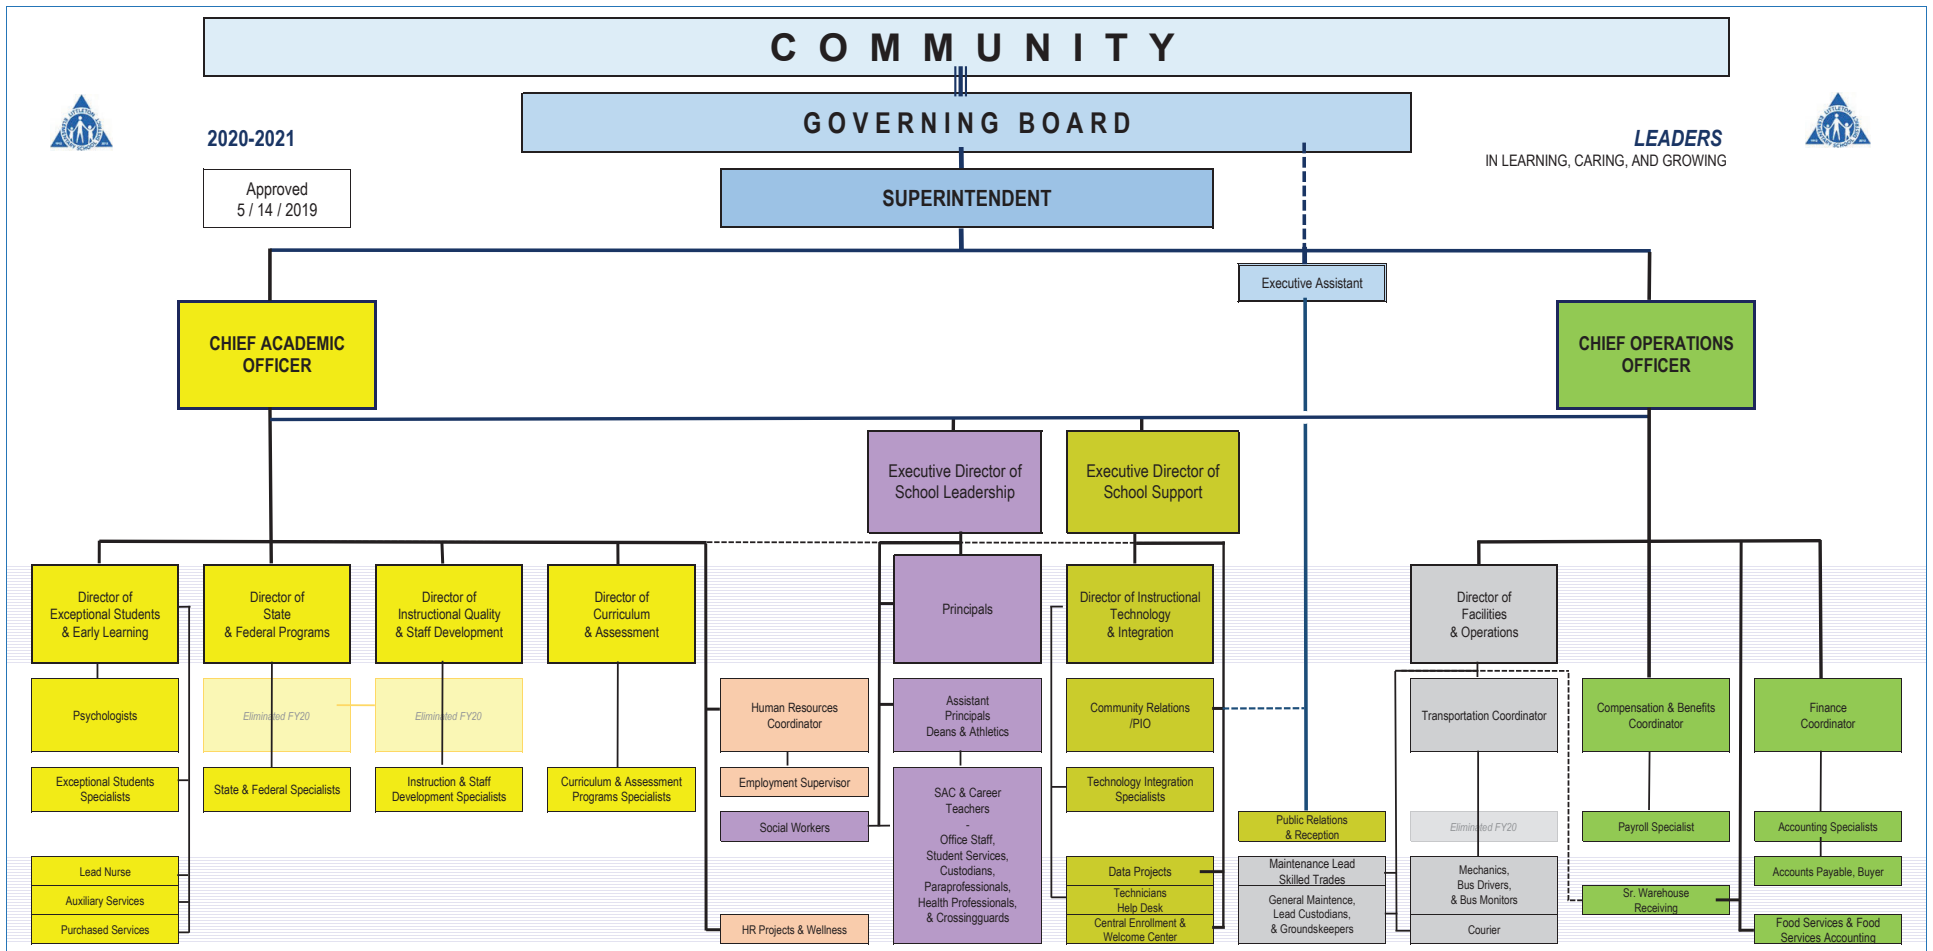 COMMUNITY
GOVERNING BOARD
2020-2021
LEADERS
IN LEARNING, CARING, AND GROWING
Approved
5 / 14 / 2019
SUPERINTENDENT
Executive Assistant
CHIEF ACADEMIC
OFFICER
CHIEF OPERATIONS
OFFICER
Executive Director of
School Leadership
Executive Director of
School Support
Director of
Exceptional Students
& Early Learning
Director of
State
& Federal Programs
Director of
Instructional Quality
& Staff Development
Director of
Curriculum
& Assessment
Principals
Director of Instructional
Technology
& Integration
Director of
Facilities
& Operations
Psychologists
Eliminated FY20
Eliminated FY20
Human Resources
Coordinator
Assistant
Principals
Deans & Athletics
Community Relations
/PIO
Transportation Coordinator
Compensation & Benefits
Coordinator
Finance
Coordinator
Exceptional Students
Specialists
State & Federal Specialists
Instruction & Staff
Development Specialists
Curriculum & Assessment
Programs Specialists
Employment Supervisor
Social Workers
SAC & Career
Teachers
-
Office Staff,
Student Services,
Custodians,
Paraprofessionals,
Health Professionals,
& Crossingguards
Technology Integration
Specialists
Public Relations
& Reception
Eliminated FY20
Payroll Specialist
Accounting Specialists
Lead Nurse
Auxiliary Services
Purchased Services
HR Projects & Wellness
Data Projects
Technicians
Help Desk
Central Enrollment &
Welcome Center
Maintenance Lead
Skilled Trades
General Maintence,
Lead Custodians,
& Groundskeepers
Mechanics,
Bus Drivers,
& Bus Monitors
Courier
Sr. Warehouse
Receiving
Accounts Payable, Buyer
Food Services & Food
Services Accounting